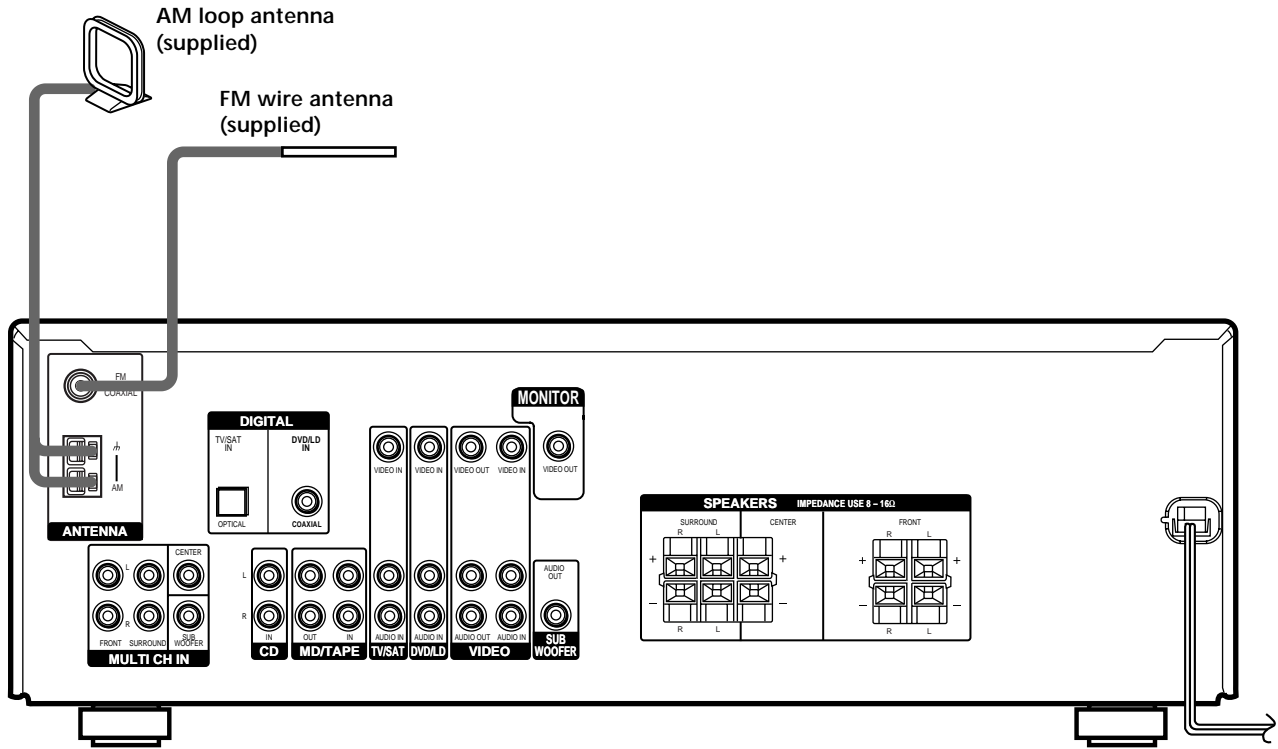 AM loop antenna
(supplied)
FM wire antenna
(supplied)
FM
COAXIAL
AM
ANTENNA
DIGITAL
TV/SAT
IN
DVD/LD
IN
OPTICAL
COAXIAL
MONITOR
VIDEO IN
VIDEO IN
VIDEO OUT
VIDEO IN
VIDEO OUT
SPEAKERS IMPEDANCE USE 8 – 16Ω
SURROUND
CENTER
FRONT
R L
R L
+ +
+ +
– –
– –
R L
R L
CENTER
L
R
FRONT
SURROUND
SUB
WOOFER
MULTI CH IN
L
R
IN
OUT
IN
AUDIO IN
AUDIO IN
AUDIO OUT
AUDIO IN
AUDIO
OUT
CD
MD/TAPE
TV/SAT
DVD/LD
VIDEO
SUB
WOOFER